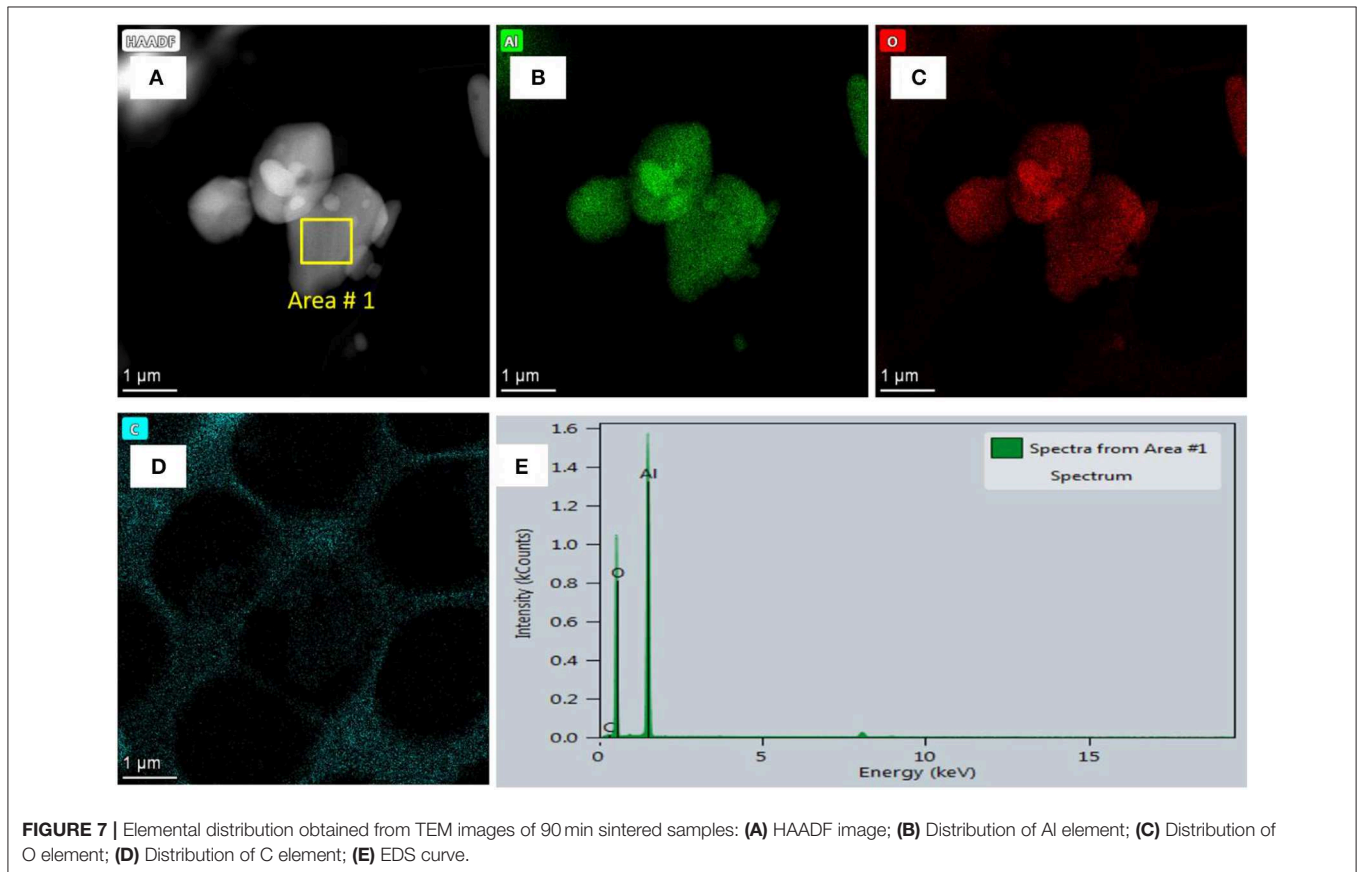 HAADF
A
Area # 1
1 µm
Al
B
1 µm
O
C
1 µm
C
D
1 µm
E
Intensity (kCounts)
1.6
1.4
1.2
1.0
0.8
0.6
0.4
0.2
0.0
Al
O
C
Spectra from Area #1
Spectrum
0
5
10
15
Energy (keV)
FIGURE 7 | Elemental distribution obtained from TEM images of 90 min sintered samples: (A) HAADF image; (B) Distribution of Al element; (C) Distribution of
O element; (D) Distribution of C element; (E) EDS curve.